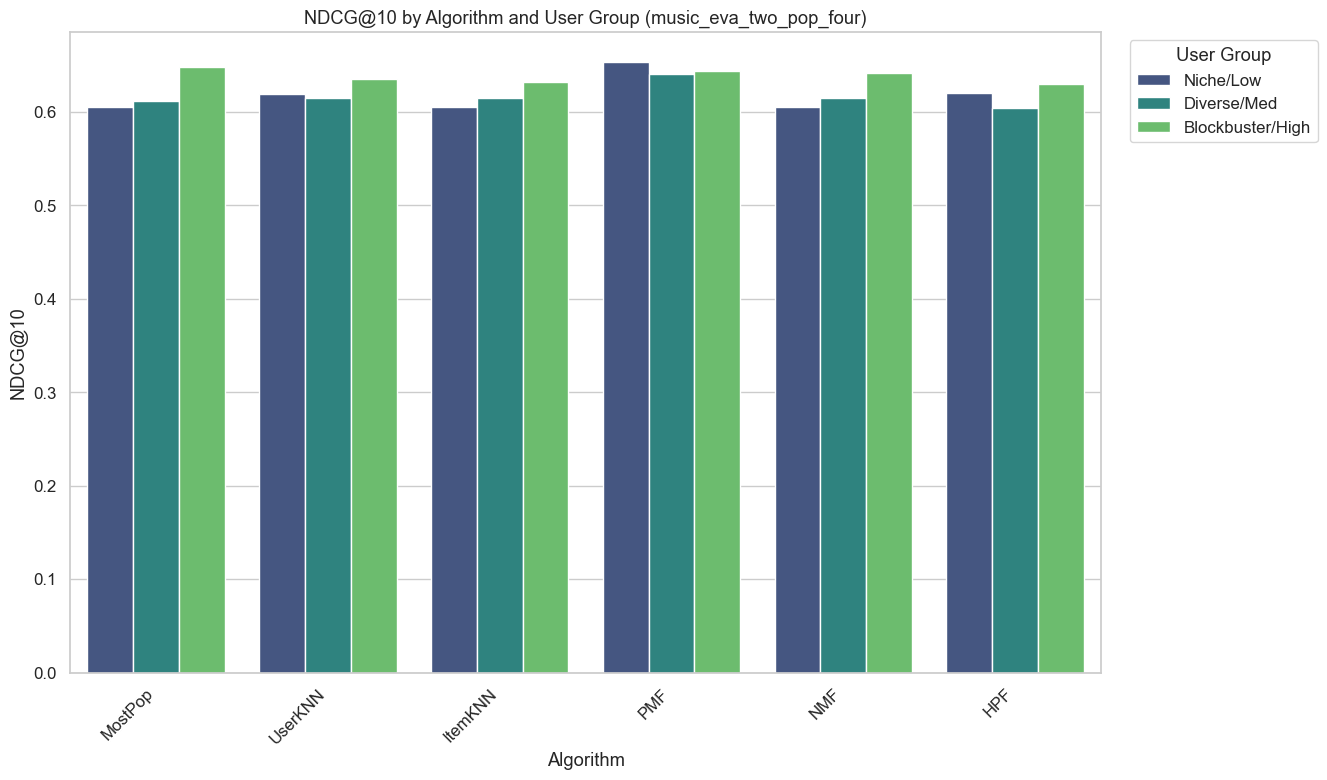 NDCG@10 by Algorithm and User Group (music_eva_two_pop_four)
User Group
Niche/Low
Diverse/Med
Blockbuster/High
NDCG@10
0.6
0.5
0.4
0.3
0.2
0.1
0.0
MostPop
UserKNN
ItemKNN
PMF
NMF
HPF
Algorithm